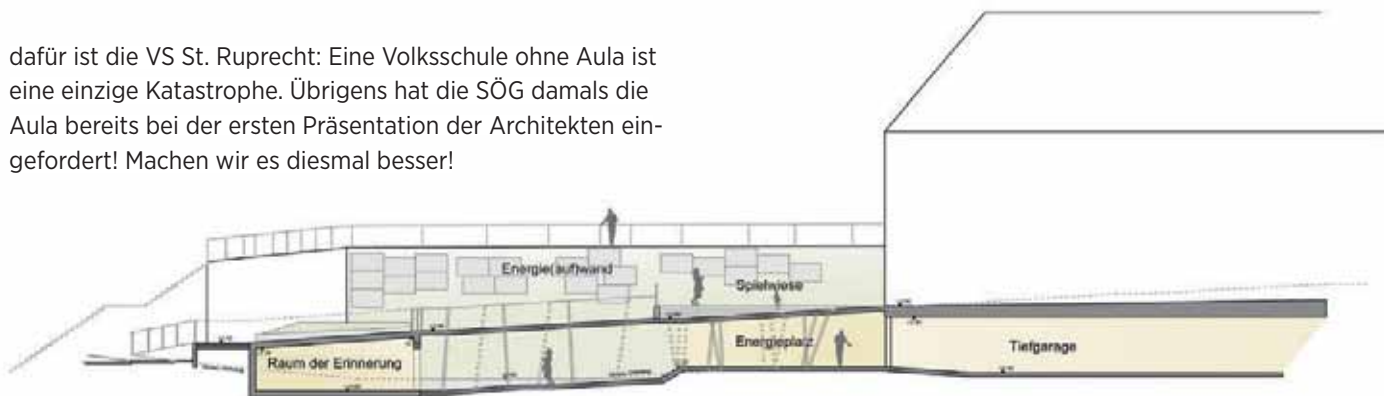 dafür ist die VS St. Ruprecht: Eine Volksschule ohne Aula ist
eine einzige Katastrophe. Übrigens hat die SÖG damals die
Aula bereits bei der ersten Präsentation der Architekten ein-
gefordert! Machen wir es diesmal besser!
Energie(auf)wand
Spielwiese
Energieplatz
Tiefgarage
Raum der Erinnerung